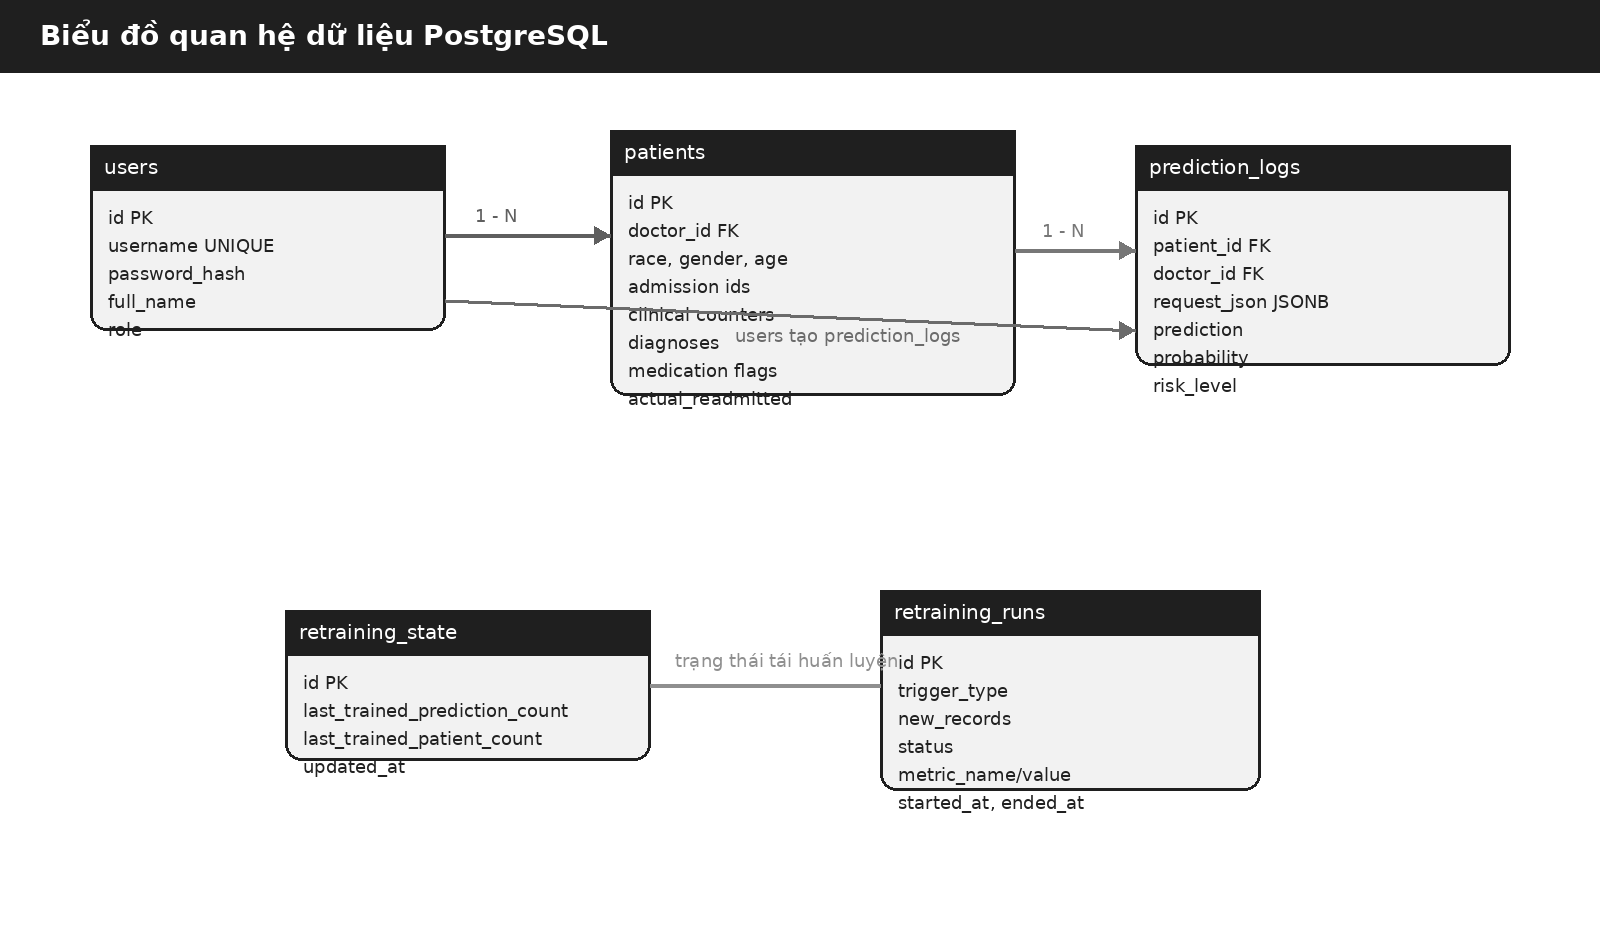 Biểu đồ quan hệ dữ liệu PostgreSQL
users
id PK
username UNIQUE
password_hash
full_name
role
1 - N
patients
id PK
doctor_id FK
race, gender, age
admission ids
clinical counters
diagnoses
medication flags
actual_readmitted
users tạo prediction_logs
1 - N
prediction_logs
id PK
patient_id FK
doctor_id FK
request_json JSONB
prediction
probability
risk_level
retraining_state
id PK
last_trained_prediction_count
last_trained_patient_count
updated_at
trạng thái tái huấn luyện
retraining_runs
id PK
trigger_type
new_records
status
metric_name/value
started_at, ended_at